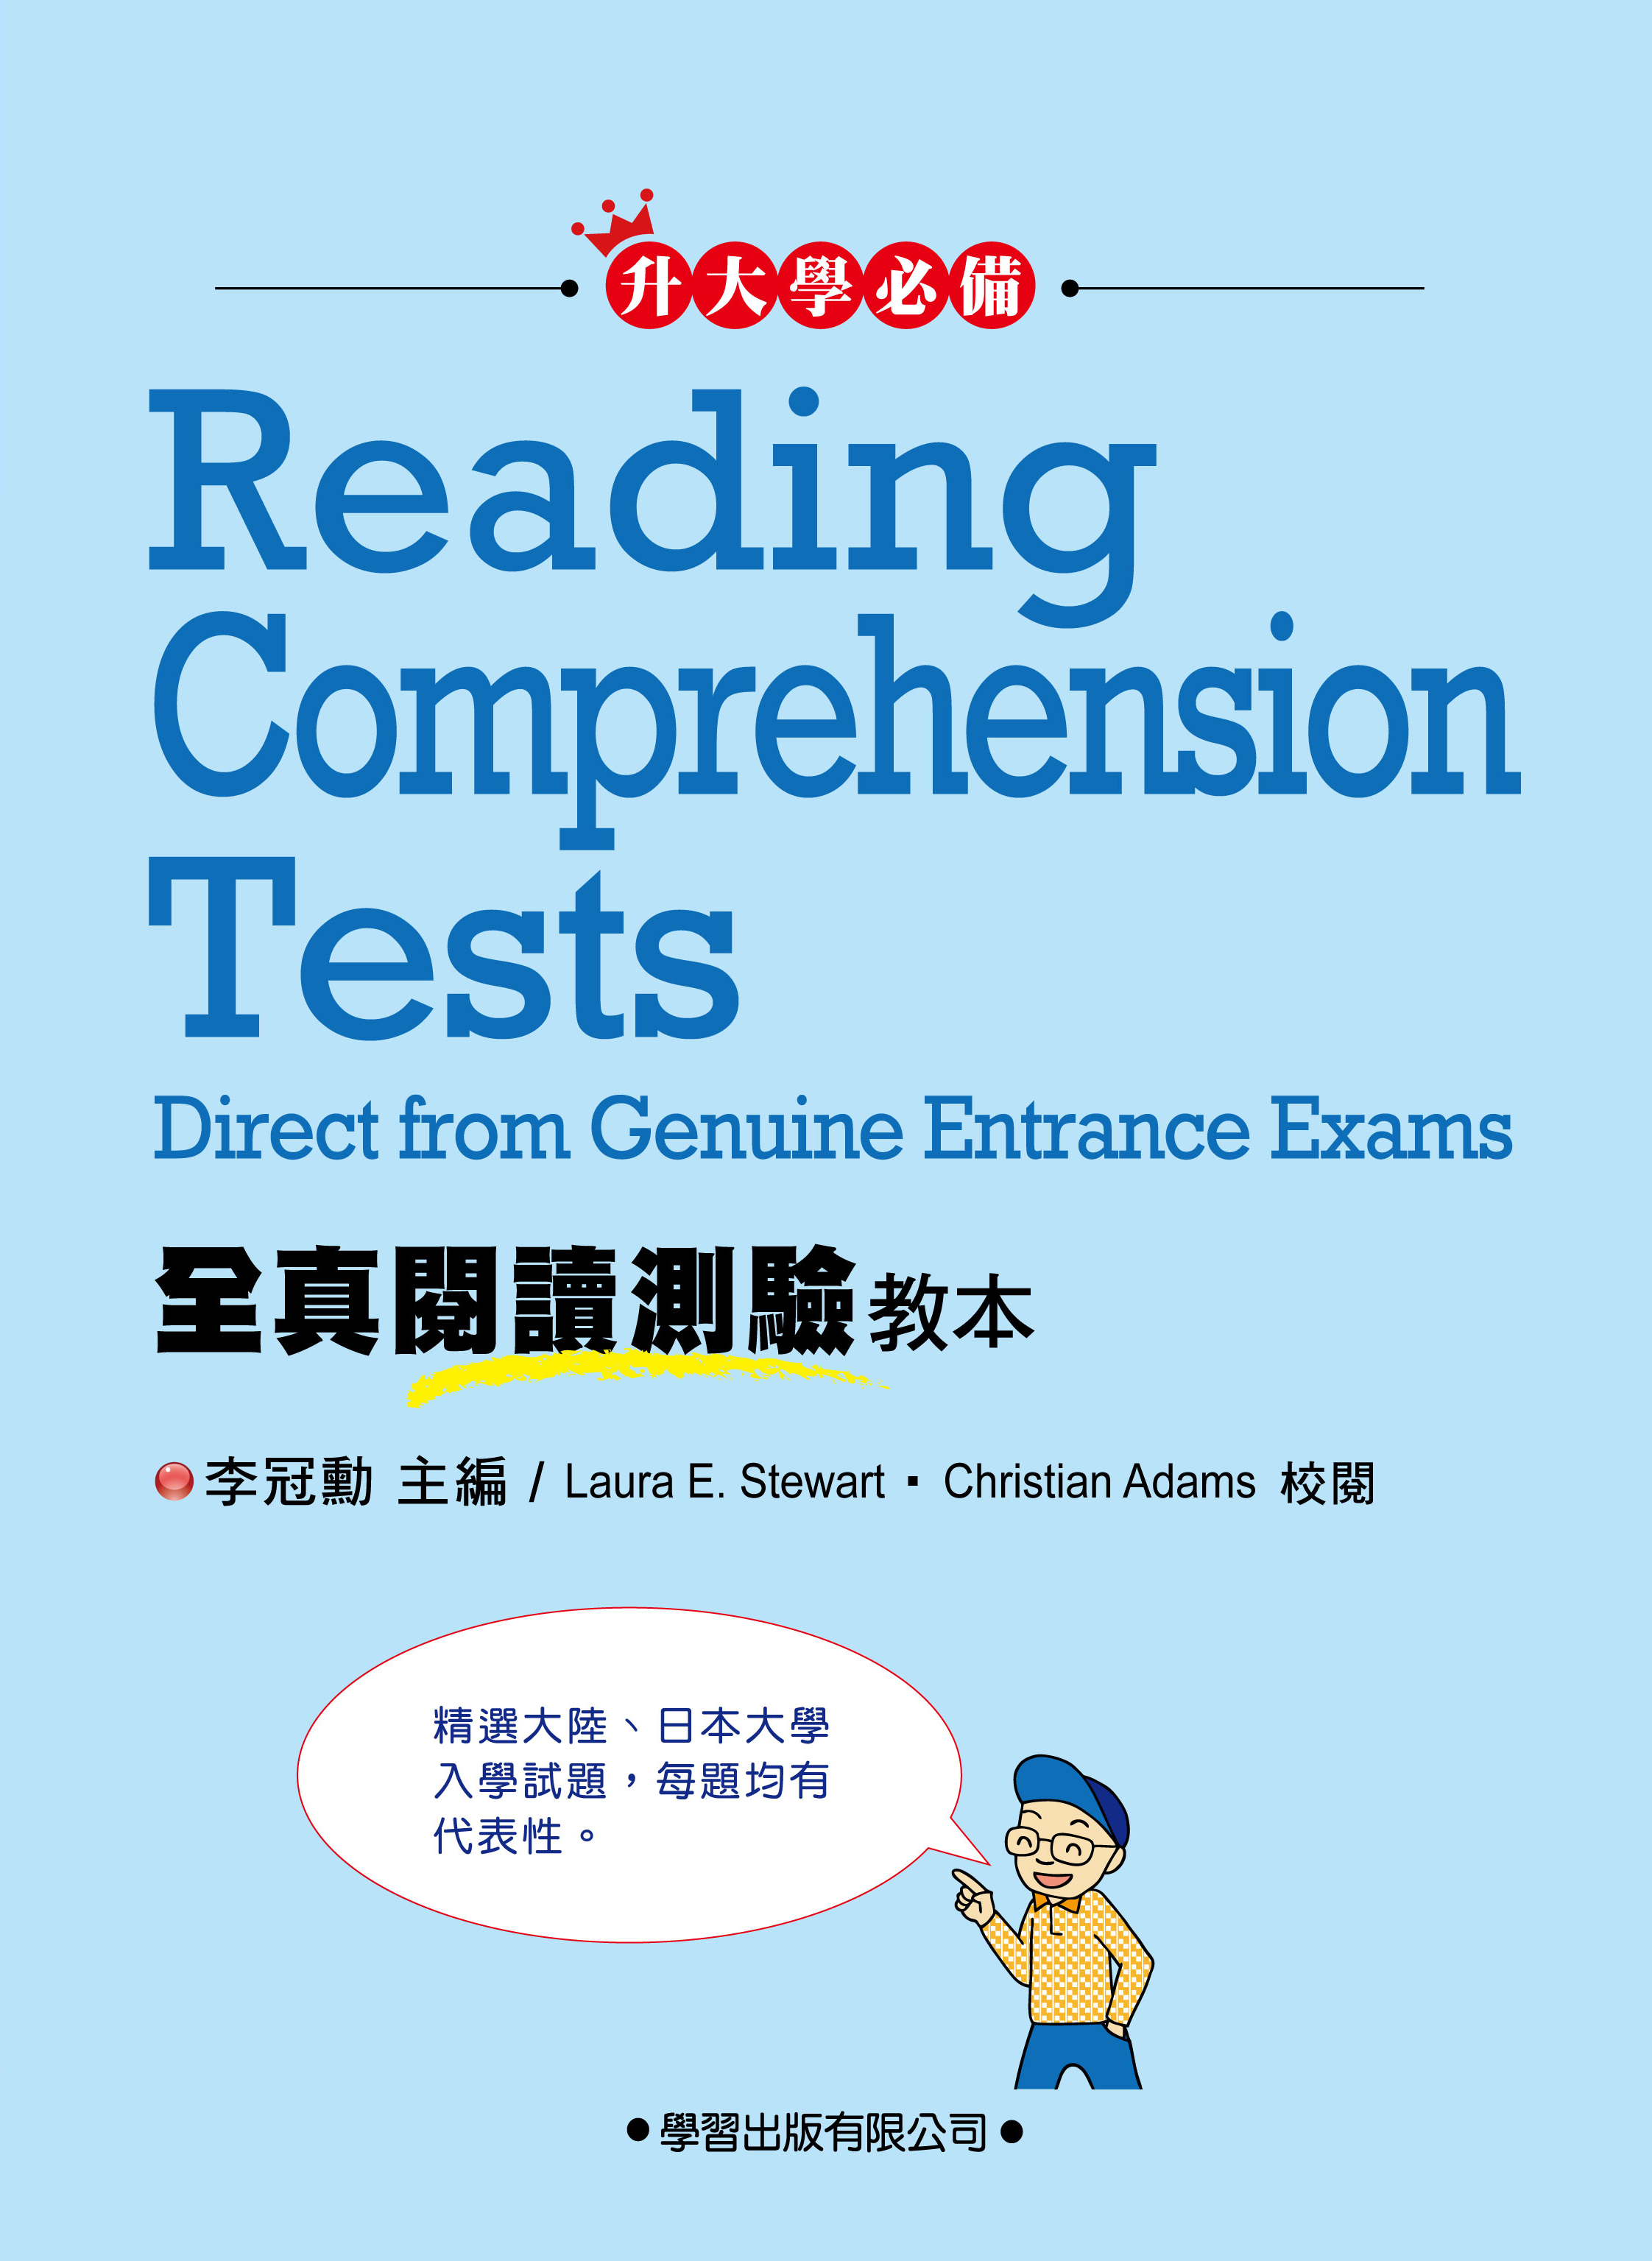 升大學必備
Reading
Comprehension
Tests
Direct from Genuine Entrance Exams
全真閱讀測驗教本
李冠勳 主編 / Laura E. Stewart ▪ Christian Adams 校閱
精選大陸、日本大學
入學試題，每題均有
代表性。
● 學習出版有限公司 ●